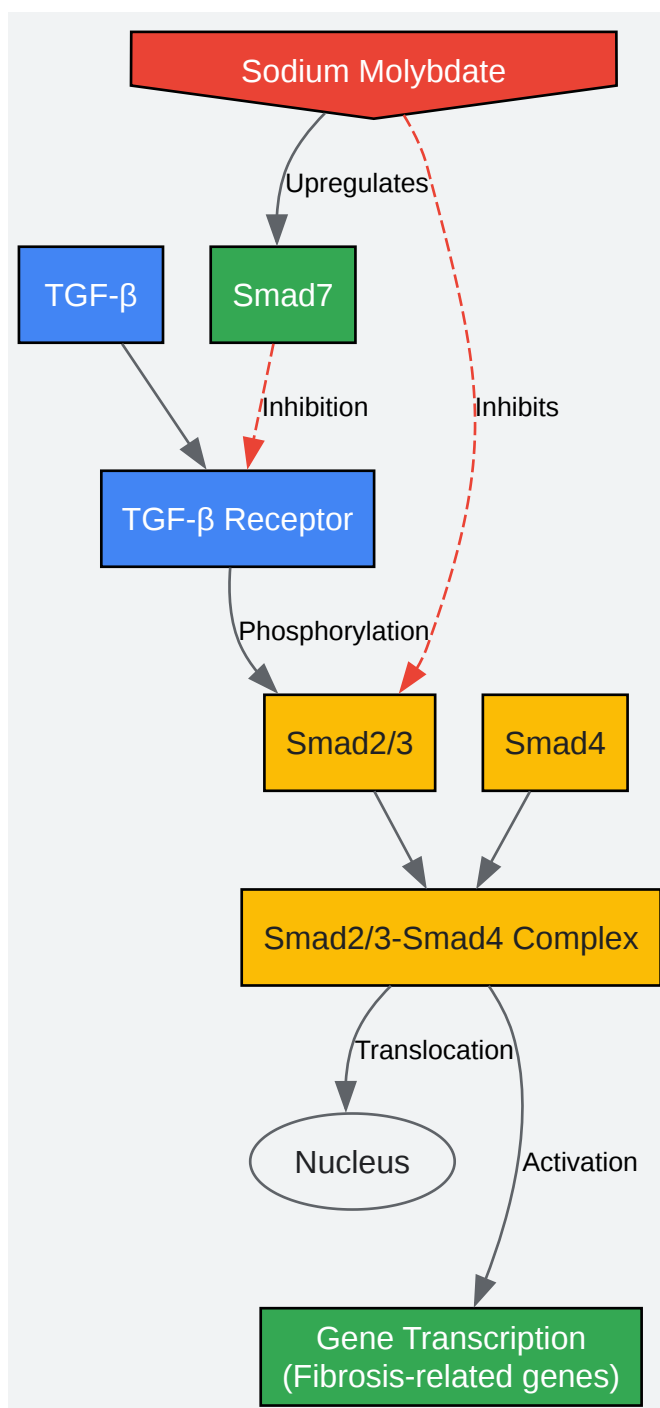 Sodium Molybdate
Upregulates
TGF-β
Smad7
Inhibition
Inhibits
TGF-β Receptor
Phosphorylation
Smad2/3
Smad4
Smad2/3-Smad4 Complex
Translocation
Nucleus
Activation
Gene Transcription
(Fibrosis-related genes)